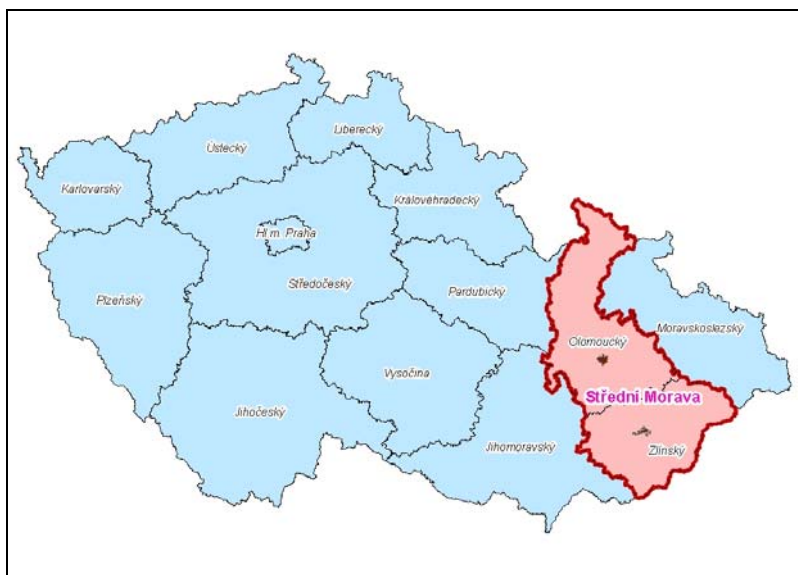 Liberecký
Ústecký
Karlovarský
Královéhradecký
Hl.m. Praha
Středočeský
Plzeňský
Pardubický
Moravskoslezský
Olomoucký
Vysočina
Střední Morava
Jihočeský
Jihomoravský
Zlínský